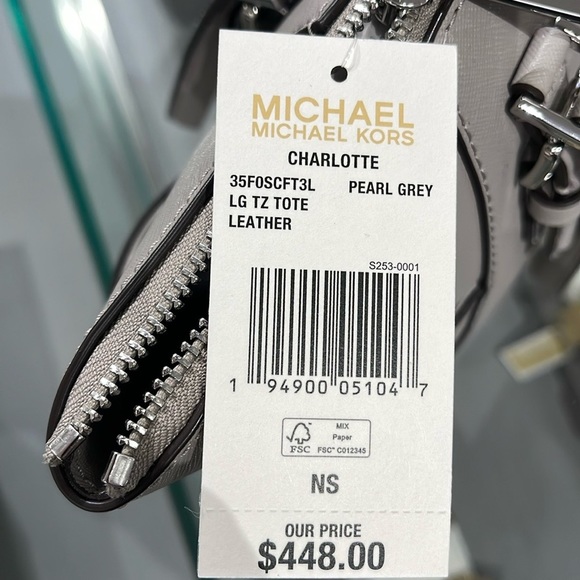 MICHAEL
MICHAEL KORS
CHARLOTTE
35F0SCFT3L PEARL GREY
LG TZ TOTE
LEATHER
S253-0001
1 94900 05104 7
FSC
MIX
Paper
FSC™ C012345
NS
OUR PRICE
$448.00